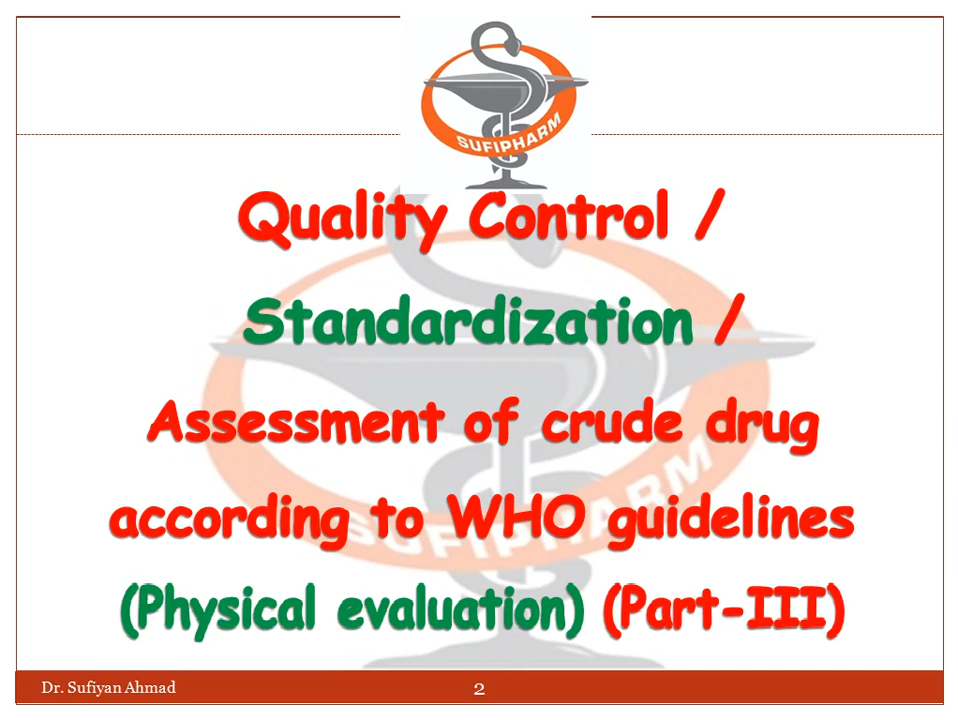 SUFIPHARM
Quality Control /
Standardization /
Assessment of crude drug
according to WHO guidelines
(Physical evaluation) (Part-III)
SUFIPHARM
Dr. Sufiyan Ahmad
2